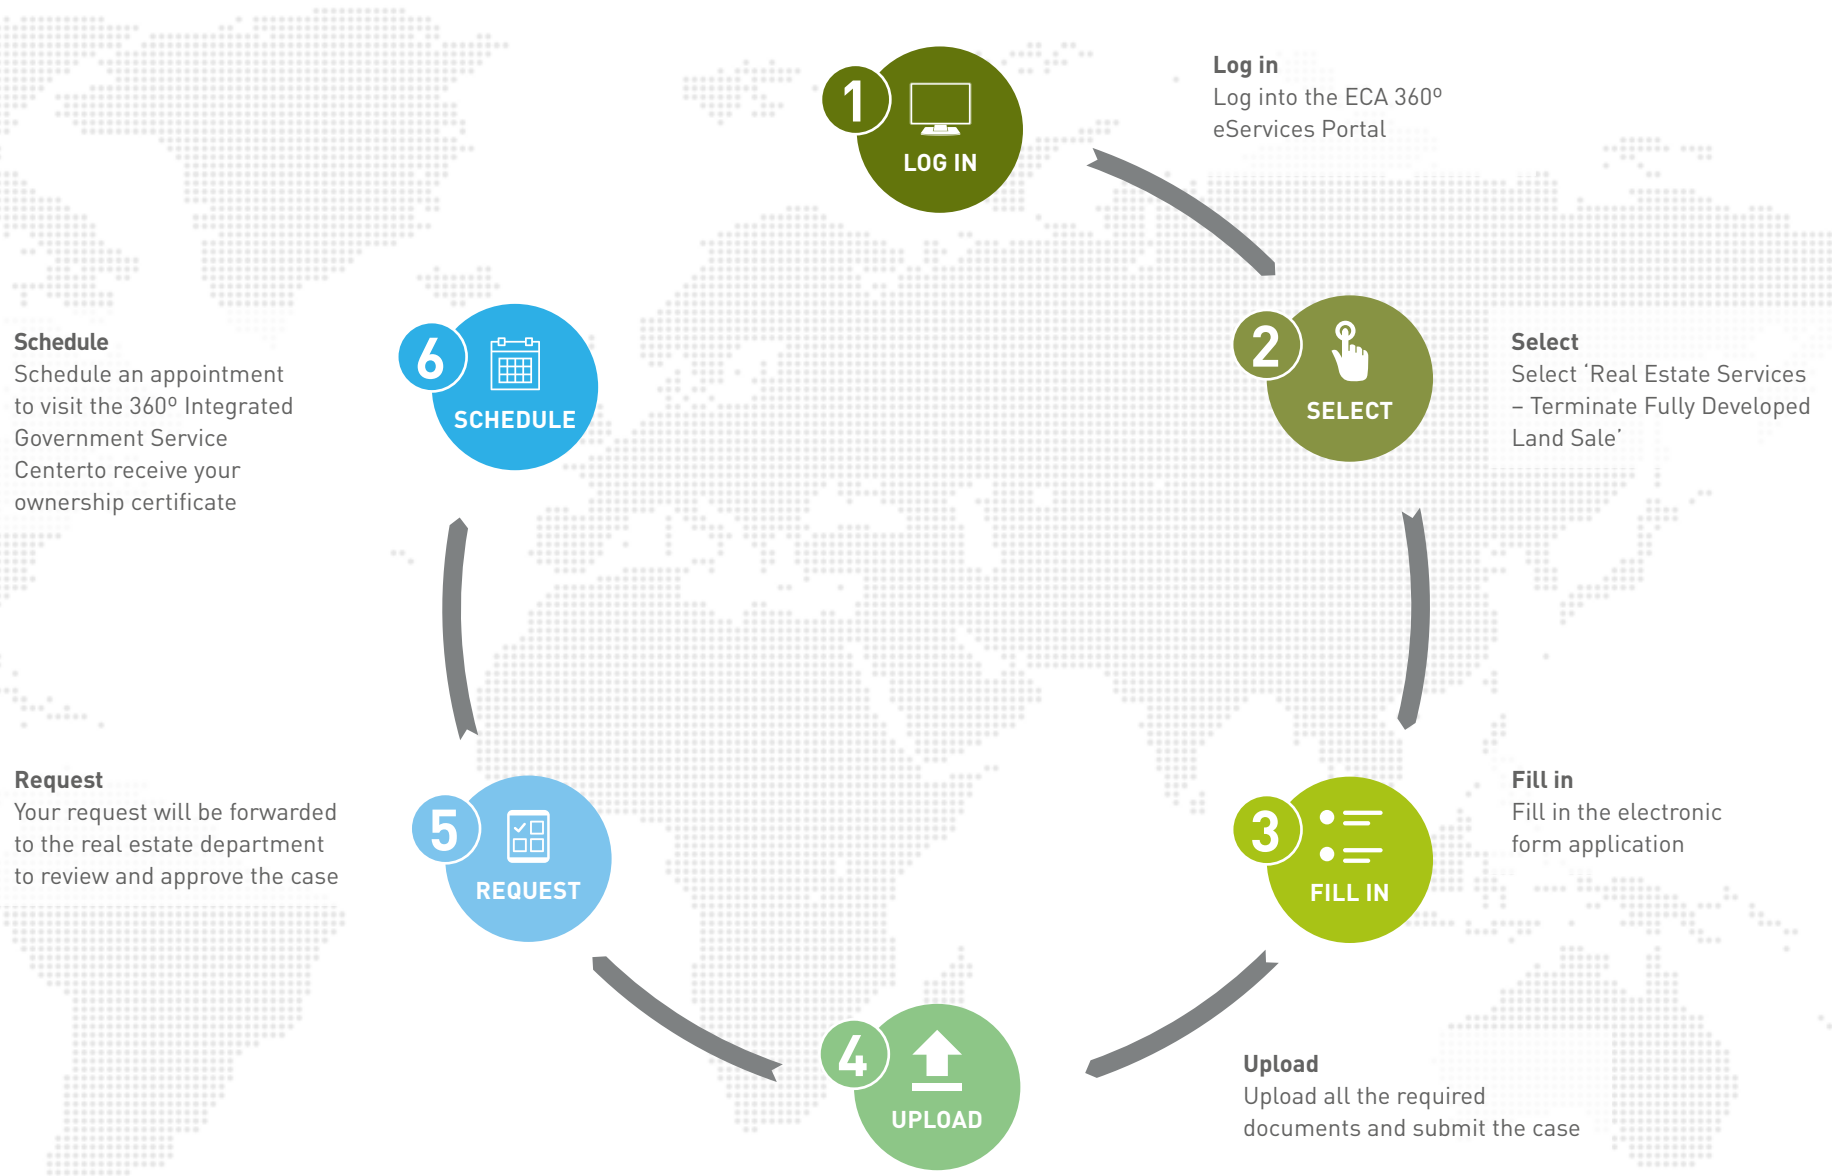 1
LOG IN
Log in
Log into the ECA 360º
eServices Portal
2
SELECT
Select
Select ‘Real Estate Services
– Terminate Fully Developed
Land Sale’
3
FILL IN
Fill in
Fill in the electronic
form application
4
UPLOAD
Upload
Upload all the required
documents and submit the case
5
REQUEST
Request
Your request will be forwarded
to the real estate department
to review and approve the case
6
SCHEDULE
Schedule
Schedule an appointment
to visit the 360º Integrated
Government Service
Centerto receive your
ownership certificate